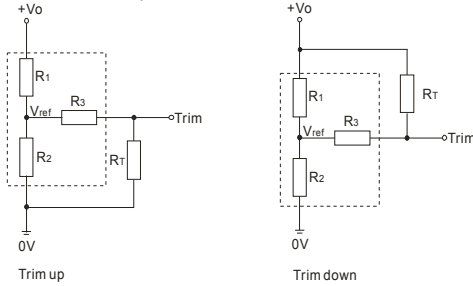 +Vo
R1
Vref
R3
Trim
R2
RT
0V
Trim up
+Vo
R1
RT
Vref
R3
Trim
R2
0V
Trim down